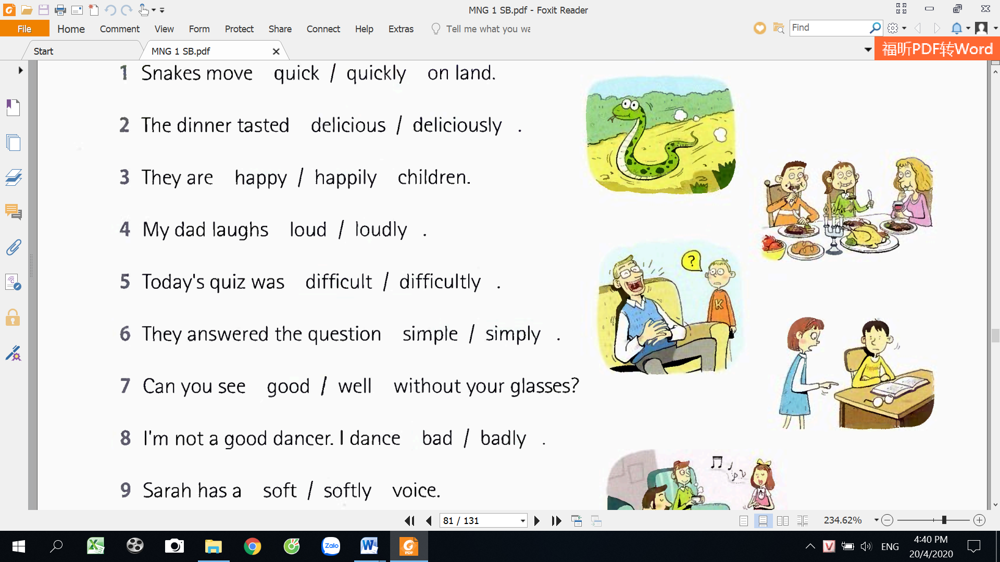 MNG 1 SB.pdf - Foxit Reader
File Home Comment View Form Protect Share Connect Help Extras Tell me what you wa Find
Start MNG 1 SB.pdf 福昕PDF转Word
1 Snakes move quick / quickly on land.
2 The dinner tasted delicious / deliciously .
3 They are happy / happily children.
4 My dad laughs loud / loudly .
?
K
5 Today's quiz was difficult / difficultly .
6 They answered the question simple / simply .
7 Can you see good / well without your glasses?
8 I'm not a good dancer. I dance bad / badly .
9 Sarah has a soft / softly voice.
81 / 131 234.62%
Zalo W PDF V ENG 4:40 PM
20/4/2020